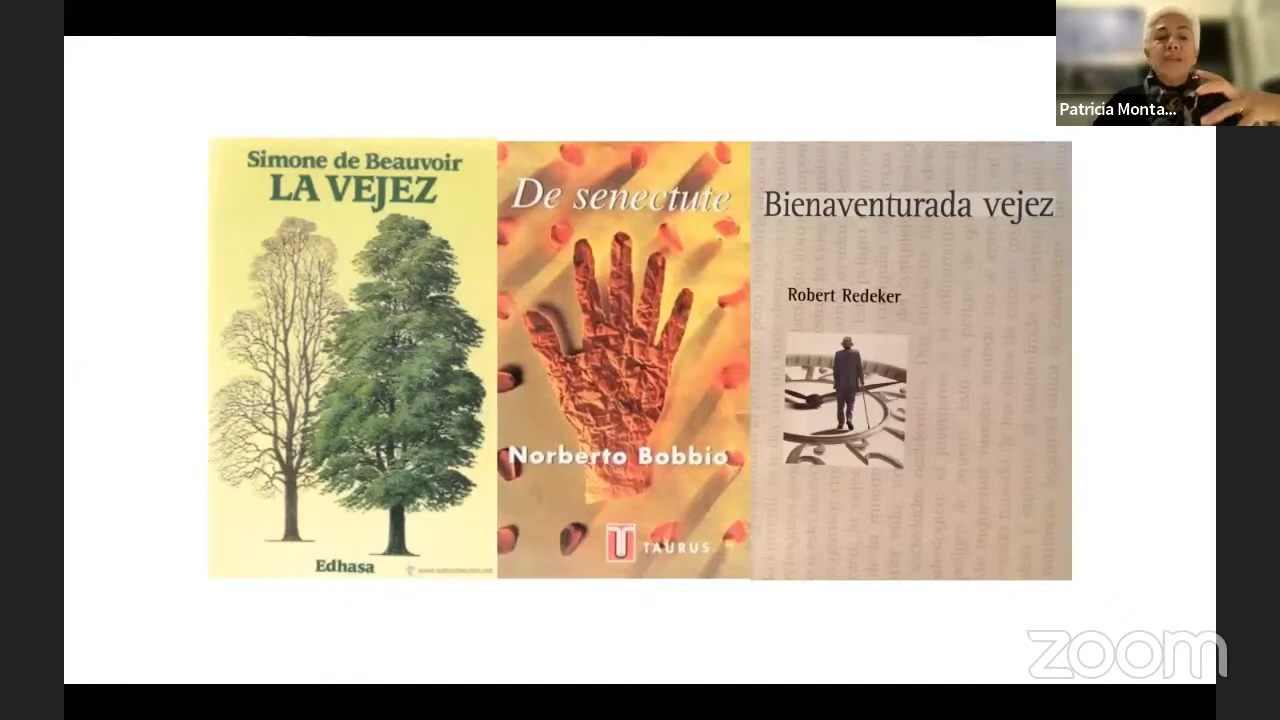 Patricia Monta...
Simone de Beauvoir
LA VEJEZ
Edhasa
De senectute
Norberto Bobbio
TAURUS
Bienaventurada vejez
Robert Redeker
zoom